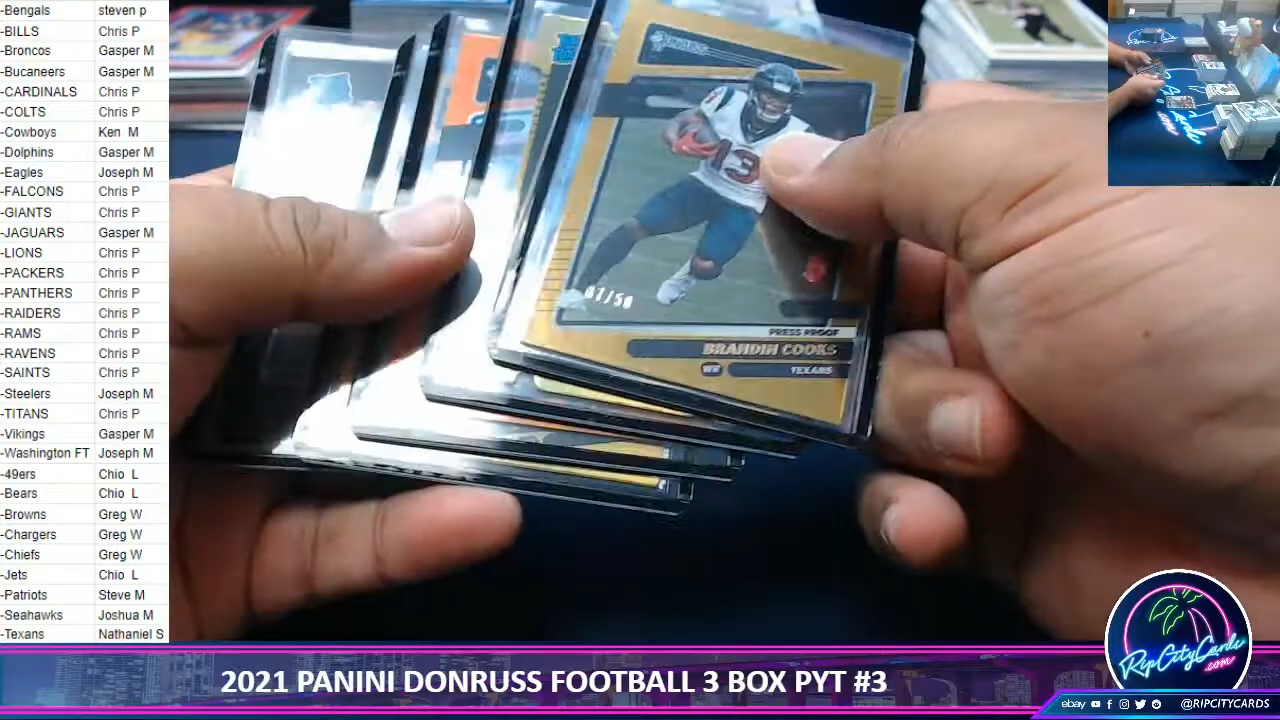 -Bengals steven p
-BILLS Chris P
-Broncos Gasper M
-Bucaneers Gasper M
-CARDINALS Chris P
-COLTS Chris P
-Cowboys Ken M
-Dolphins Gasper M
-Eagles Joseph M
-FALCONS Chris P
-GIANTS Chris P
-JAGUARS Gasper M
-LIONS Chris P
-PACKERS Chris P
-PANTHERS Chris P
-RAIDERS Chris P
-RAMS Chris P
-RAVENS Chris P
-SAINTS Chris P
-Steelers Joseph M
-TITANS Chris P
-Vikings Gasper M
-Washington FT Joseph M
-49ers Chio L
-Bears Chio L
-Browns Greg W
-Chargers Greg W
-Chiefs Greg W
-Jets Chio L
-Patriots Steve M
-Seahawks Joshua M
-Texans Nathaniel S
13
PRESS PROOF
BRANDIN COOKS
WR TEXANS
2021 PANINI DONRUSS FOOTBALL 3 BOX PYT #3
RipCityCards
.com
ebay @RIPCITYCARDS